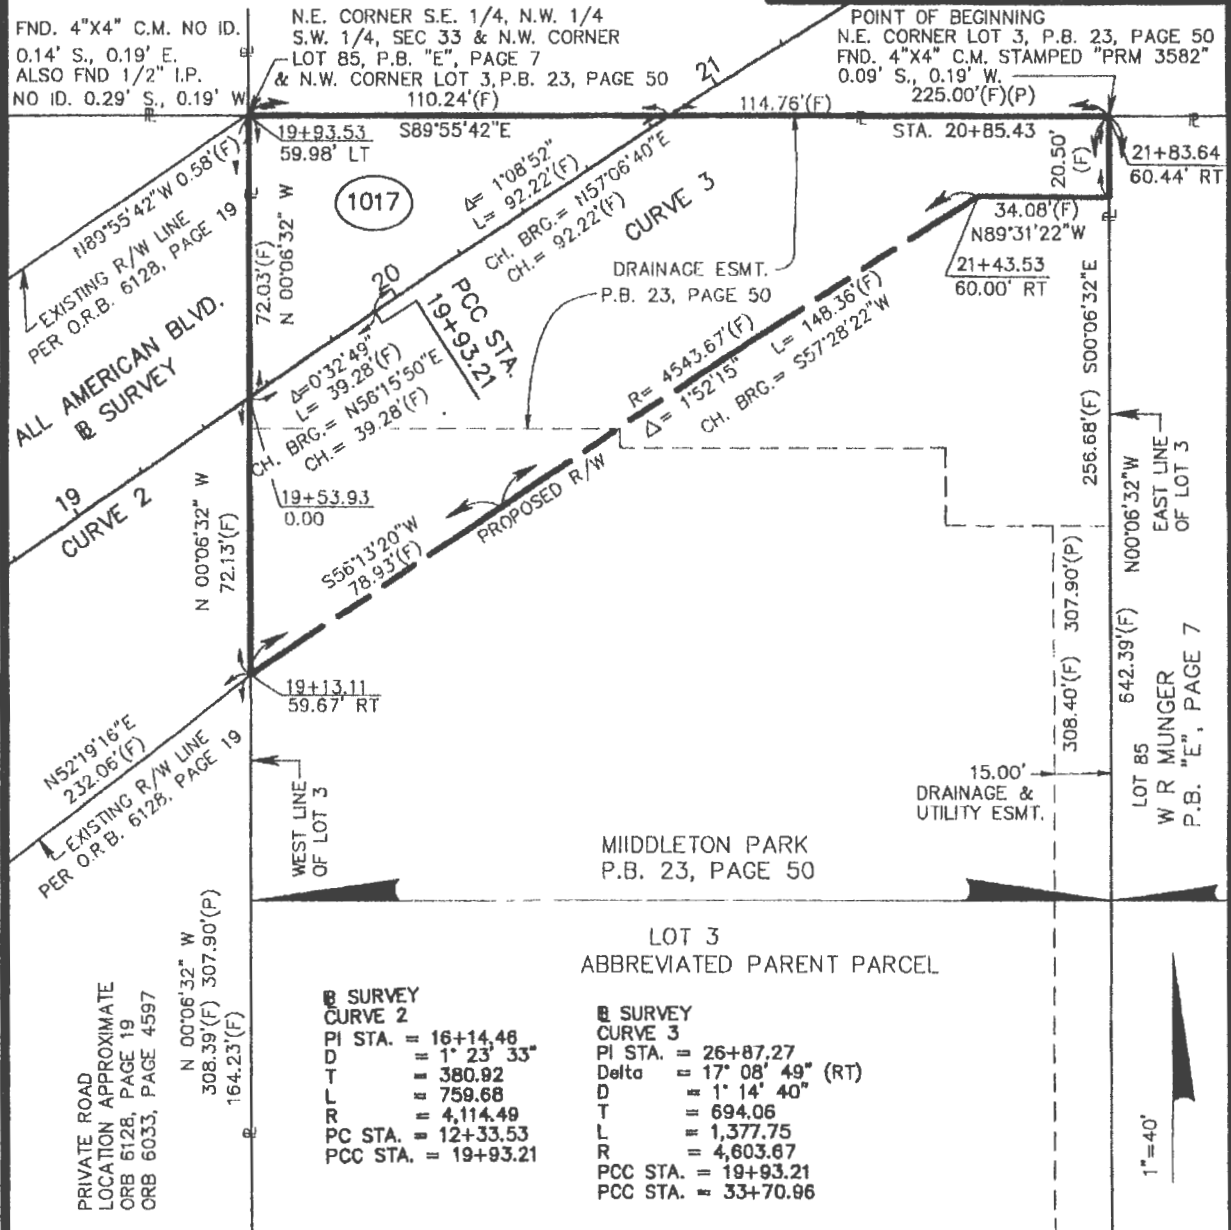 FND. 4"X4" C.M. NO ID.
0.14' S., 0.19' E.
ALSO FND 1/2" I.P.
NO ID. 0.29' S., 0.19' W
N.E. CORNER S.E. 1/4, N.W. 1/4
S.W. 1/4, SEC 33 & N.W. CORNER
LOT 85, P.B. "E", PAGE 7
& N.W. CORNER LOT 3, P.B. 23, PAGE 50
POINT OF BEGINNING
N.E. CORNER LOT 3, P.B. 23, PAGE 50
FND. 4"X4" C.M. STAMPED "PRM 3582"
0.09' S., 0.19' W.
225.00'(F)(P)
110.24'(F)
S89°55'42"E
21
114.76'(F)
STA. 20+85.43
19+93.53
59.98' LT
20.50'
(F)
21+83.64
60.44' RT
N89°55'42"W 0.58'(F)
EXISTING R/W LINE
PER O.R.B. 6128, PAGE 19
1017
72.03'(F)
N 00°06'32" W
Δ= 1°08'52"
L= 92.22'(F)
CH. BRG.= N57°06'40"E
CH.= 92.22'(F)
CURVE 3
34.08'(F)
N89°31'22"W
21+43.53
60.00' RT
DRAINAGE ESMT.
P.B. 23, PAGE 50
20
PCC STA.
19+93.21
ALL AMERICAN BLVD.
BL SURVEY
Δ=0°32'49"
L= 39.28'(F)
CH. BRG.= N56°15'50"E
CH.= 39.28'(F)
R= 4543.67'(F)
L= 148.36'(F)
Δ= 1°52'15"
CH. BRG.= S57°28'22"W
256.68'(F) S00°06'32"E
EAST LINE
OF LOT 3
19
CURVE 2
19+53.93
0.00
PROPOSED R/W
N 00°06'32" W
72.13'(F)
S56°13'20"W
78.93'(F)
308.40'(F) 307.90'(P)
642.39'(F) N00°06'32"W
19+13.11
59.67' RT
N52°19'16"E
232.06'(F)
EXISTING R/W LINE
PER O.R.B. 6128, PAGE 19
WEST LINE
OF LOT 3
15.00'
DRAINAGE &
UTILITY ESMT.
LOT 85
W R MUNGER
P.B. "E", PAGE 7
MIIDDLETON PARK
P.B. 23, PAGE 50
LOT 3
ABBREVIATED PARENT PARCEL
PRIVATE ROAD
LOCATION APPROXIMATE
ORB 6128, PAGE 19
ORB 6033, PAGE 4597
N 00°06'32" W
308.39'(F) 307.90'(P)
164.23'(F)
BL SURVEY
CURVE 2
PI STA. = 16+14.46
D = 1° 23' 33"
T = 380.92
L = 759.68
R = 4,114.49
PC STA. = 12+33.53
PCC STA. = 19+93.21
BL SURVEY
CURVE 3
PI STA. = 26+87.27
Delta = 17° 08' 49" (RT)
D = 1° 14' 40"
T = 694.06
L = 1,377.75
R = 4,603.67
PCC STA. = 19+93.21
PCC STA. = 33+70.96
1"=40'